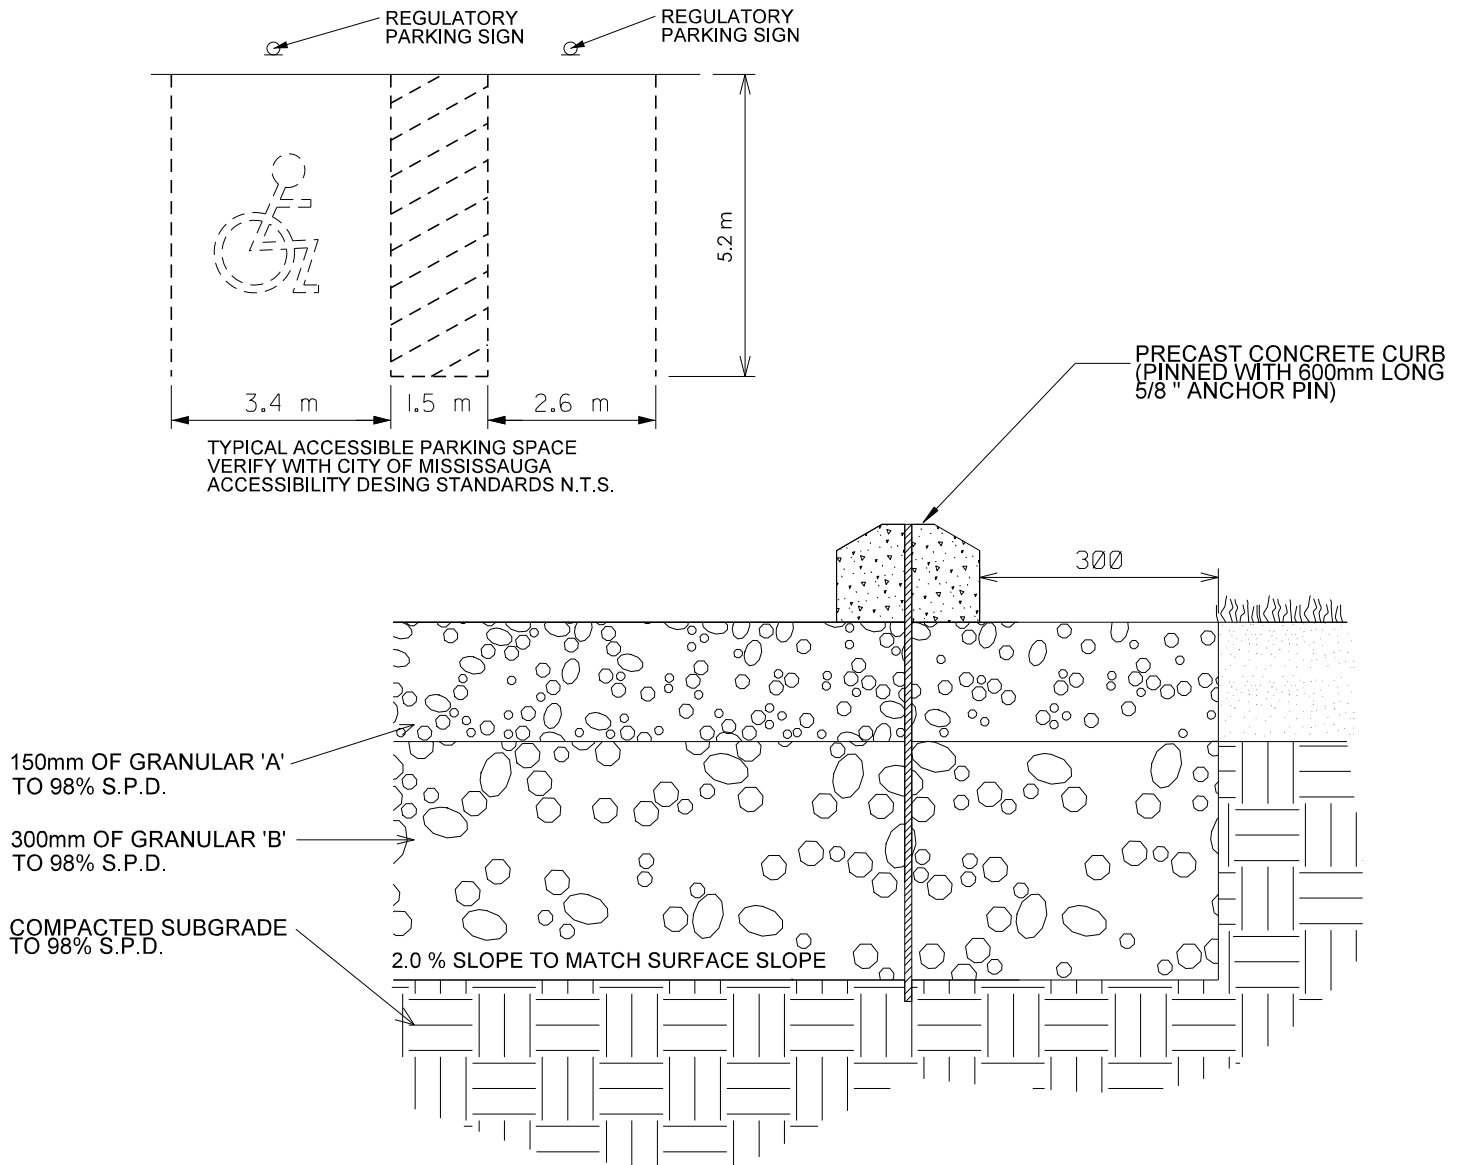 REGULATORY
PARKING SIGN
REGULATORY
PARKING SIGN
5.2 m
3.4 m
1.5 m
2.6 m
TYPICAL ACCESSIBLE PARKING SPACE
VERIFY WITH CITY OF MISSISSAUGA
ACCESSIBILITY DESING STANDARDS N.T.S.
PRECAST CONCRETE CURB
(PINNED WITH 600mm LONG
5/8 " ANCHOR PIN)
300
150mm OF GRANULAR 'A'
TO 98% S.P.D.
300mm OF GRANULAR 'B'
TO 98% S.P.D.
COMPACTED SUBGRADE
TO 98% S.P.D.
2.0 % SLOPE TO MATCH SURFACE SLOPE